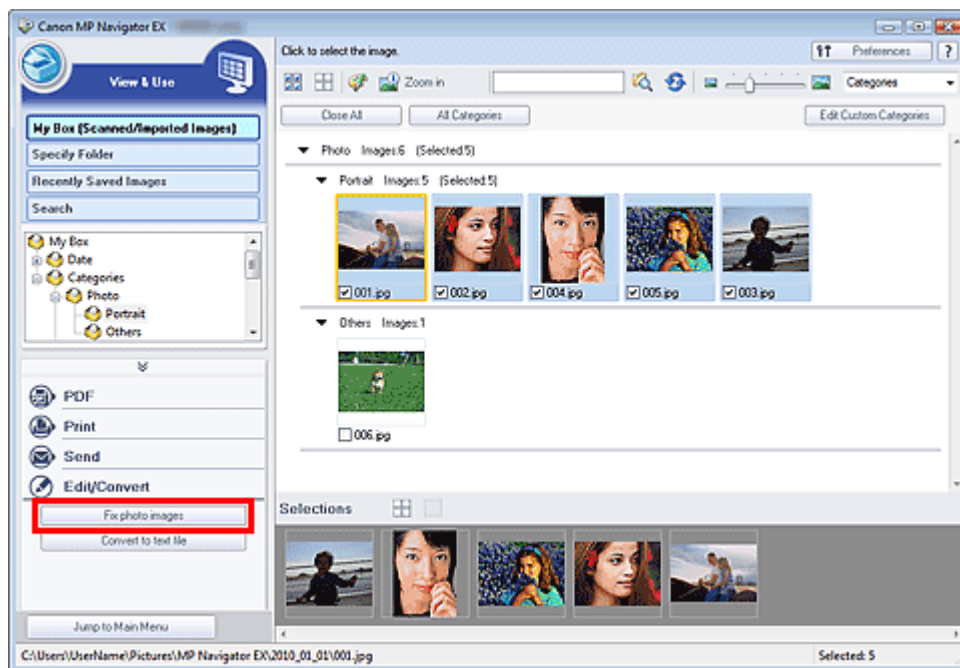 Canon MP Navigator EX
View & Use
Click to select the image.
Preferences
?
Zoom in
Categories
My Box (Scanned/Imported Images)
Specify Folder
Recently Saved Images
Search
My Box
Date
Categories
Photo
Portrait
Others
Close All
All Categories
Edit Custom Categories
Photo Images:6 (Selected:5)
Portrait Images:5 (Selected:5)
001.jpg
002.jpg
004.jpg
005.jpg
003.jpg
Others Images:1
006.jpg
PDF
Print
Send
Edit/Convert
Fix photo images
Convert to text file
Jump to Main Menu
Selections
C:\Users\UserName\Pictures\MP Navigator EX\2010_01_01\001.jpg
Selected: 5